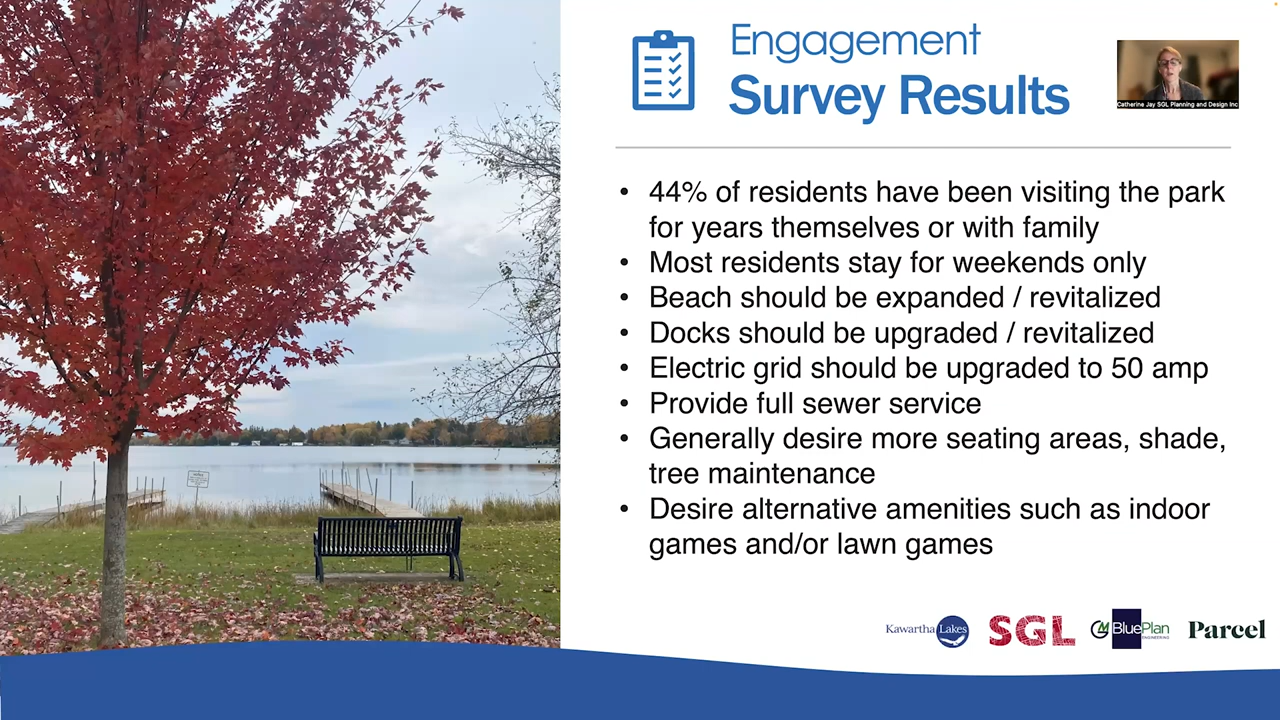 Engagement
Survey Results
Catherine Jay SGL Planning and Design Inc
• 44% of residents have been visiting the park
for years themselves or with family
• Most residents stay for weekends only
• Beach should be expanded / revitalized
• Docks should be upgraded / revitalized
• Electric grid should be upgraded to 50 amp
• Provide full sewer service
• Generally desire more seating areas, shade,
tree maintenance
• Desire alternative amenities such as indoor
games and/or lawn games
Kawartha Lakes
SGL
GM BluePlan
ENGINEERING
Parcel